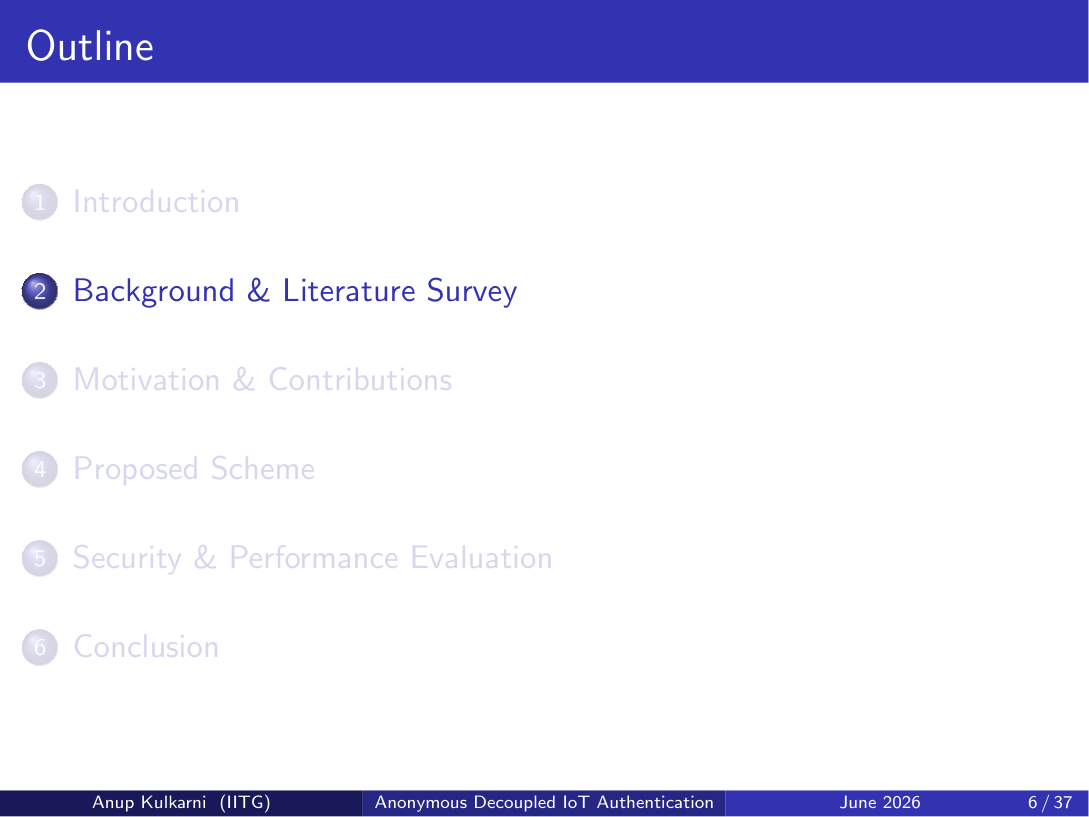 Outline
1 Introduction
2 Background & Literature Survey
3 Motivation & Contributions
4 Proposed Scheme
5 Security & Performance Evaluation
6 Conclusion
Anup Kulkarni (IITG) Anonymous Decoupled IoT Authentication June 2026 6 / 37